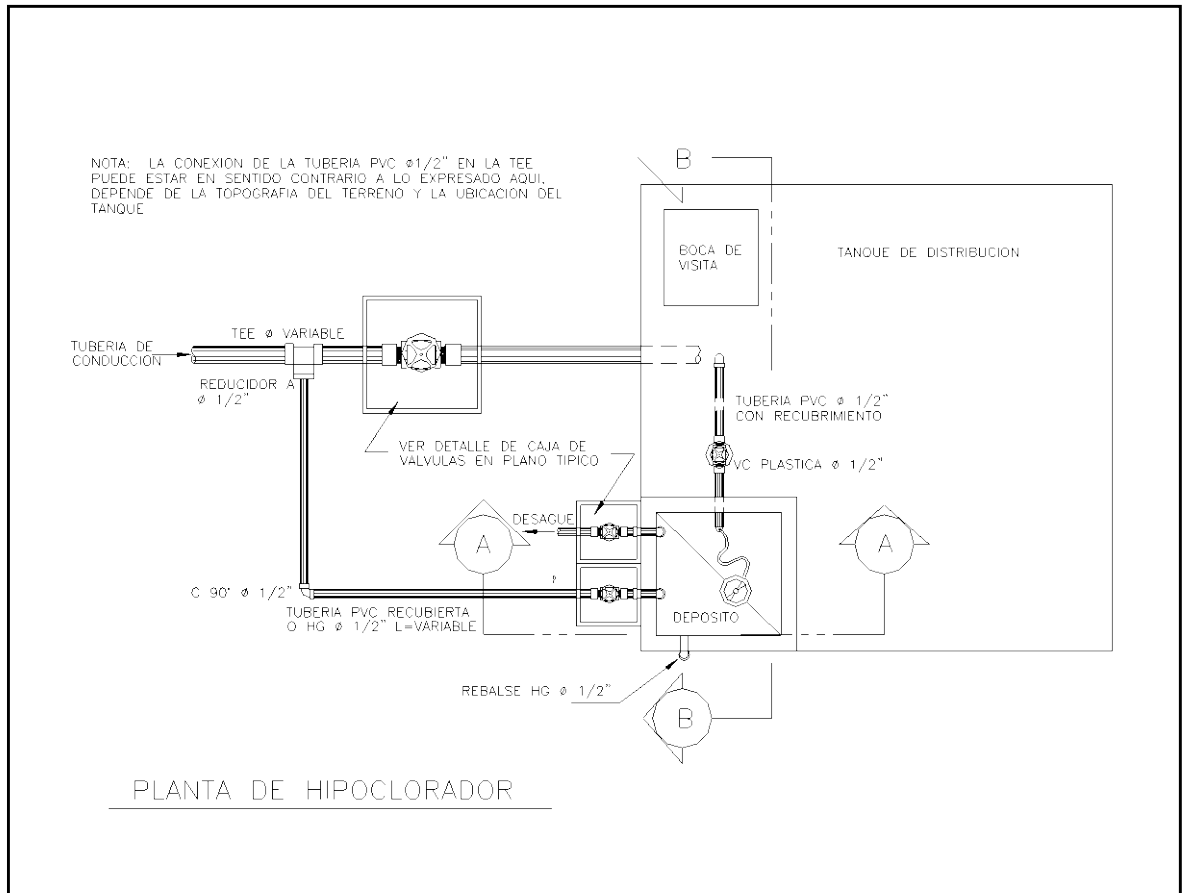 NOTA: LA CONEXION DE LA TUBERIA PVC ø1/2" EN LA TEE
PUEDE ESTAR EN SENTIDO CONTRARIO A LO EXPRESADO AQUI,
DEPENDE DE LA TOPOGRAFIA DEL TERRENO Y LA UBICACION DEL
TANQUE
B
BOCA DE
VISITA
TANQUE DE DISTRIBUCION
TEE ø VARIABLE
TUBERIA DE
CONDUCCION
REDUCIDOR A
ø 1/2"
TUBERIA PVC ø 1/2"
CON RECUBRIMIENTO
VER DETALLE DE CAJA DE
VALVULAS EN PLANO TIPICO
VC PLASTICA ø 1/2"
DESAGUE
A
A
C 90° ø 1/2"
TUBERIA PVC RECUBIERTA
O HG ø 1/2" L=VARIABLE
DEPOSITO
REBALSE HG ø 1/2"
B
PLANTA DE HIPOCLORADOR